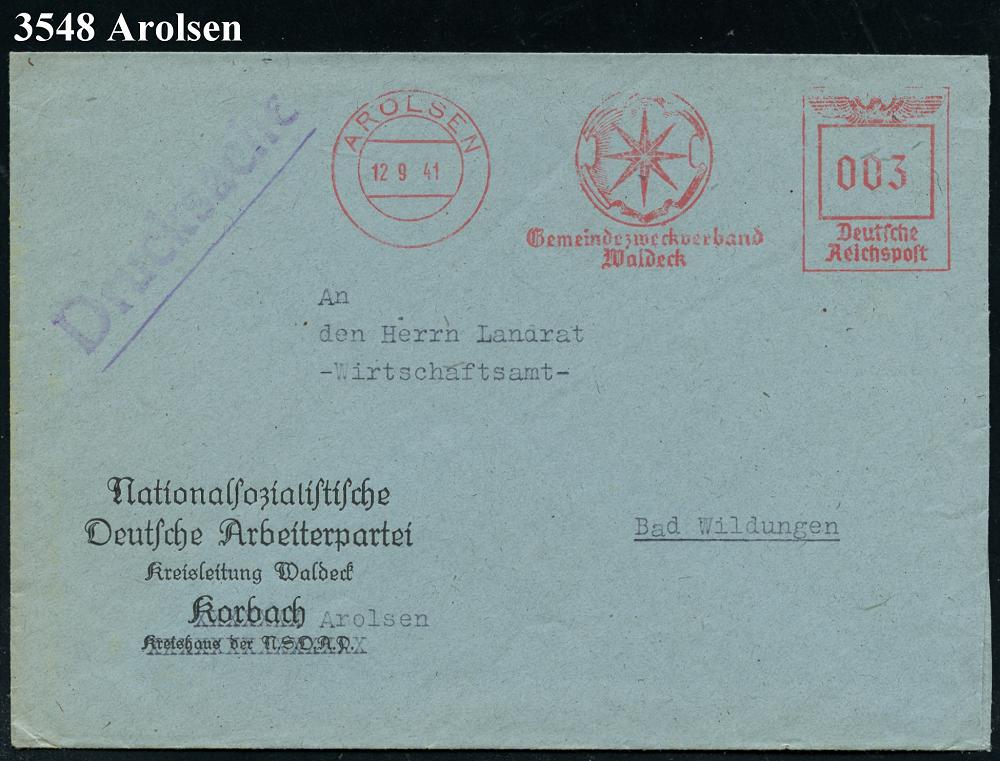 3548 Arolsen
Drucksache
AROLSEN
12 9 41
Gemeindezweckverband
Waldeck
003
Deutsche
Reichspost
An
den Herrn Landrat
-Wirtschaftsamt-
Bad Wildungen
Nationalsozialistische
Deutsche Arbeiterpartei
Kreisleitung Waldeck
Korbach Arolsen
Kreishaus der N.S.D.A.P.